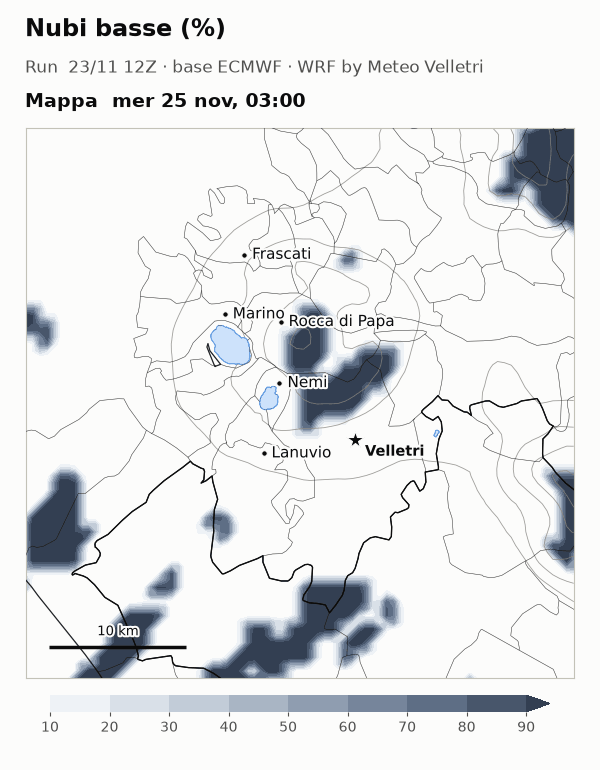 Nubi basse (%)
Run  23/11 12Z · base ECMWF · WRF by Meteo Velletri
Mappa  mer 25 nov, 03:00
Frascati
Marino
Rocca di Papa
Nemi
Velletri
Lanuvio
10 km
10 20 30 40 50 60 70 80 90